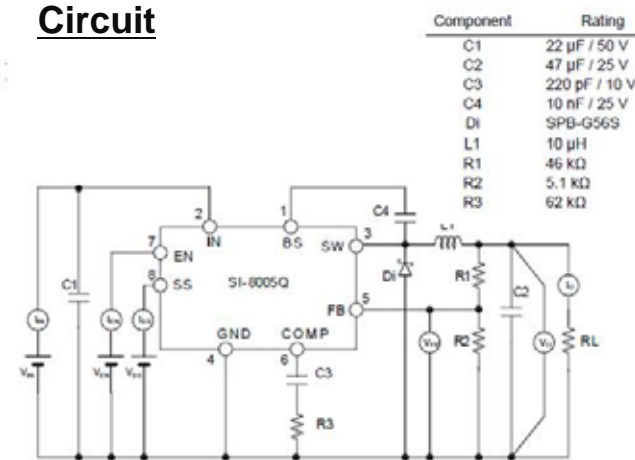 Circuit
Component Rating
C1 22 µF / 50 V
C2 47 µF / 25 V
C3 220 pF / 10 V
C4 10 nF / 25 V
Di SPB-G56S
L1 10 µH
R1 46 kΩ
R2 5.1 kΩ
R3 62 kΩ
2
1
C4
L1
IN
BS
SW
3
7
EN
8
SS
SI-8005Q
Di
R1
C2
C1
FB
5
GND
COMP
R2
RL
4
6
C3
R3